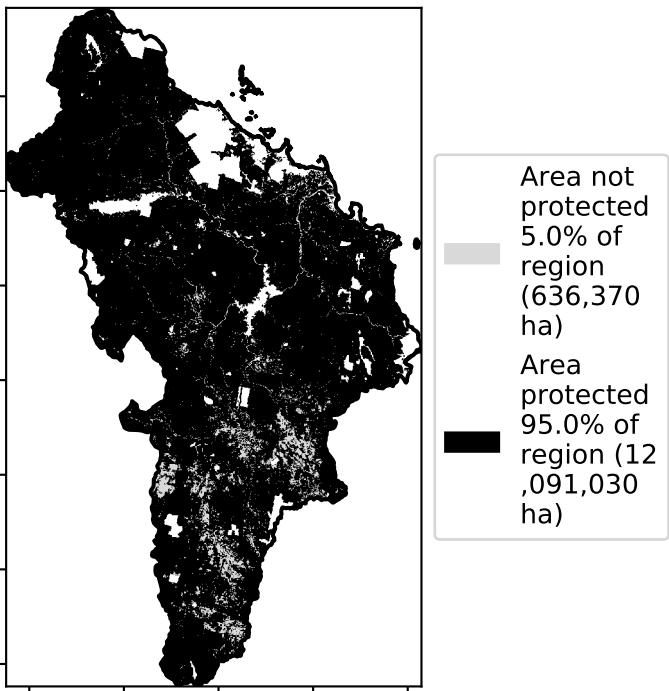 Area not
protected
5.0% of
region
(636,370
ha)
Area
protected
95.0% of
region (12
,091,030
ha)